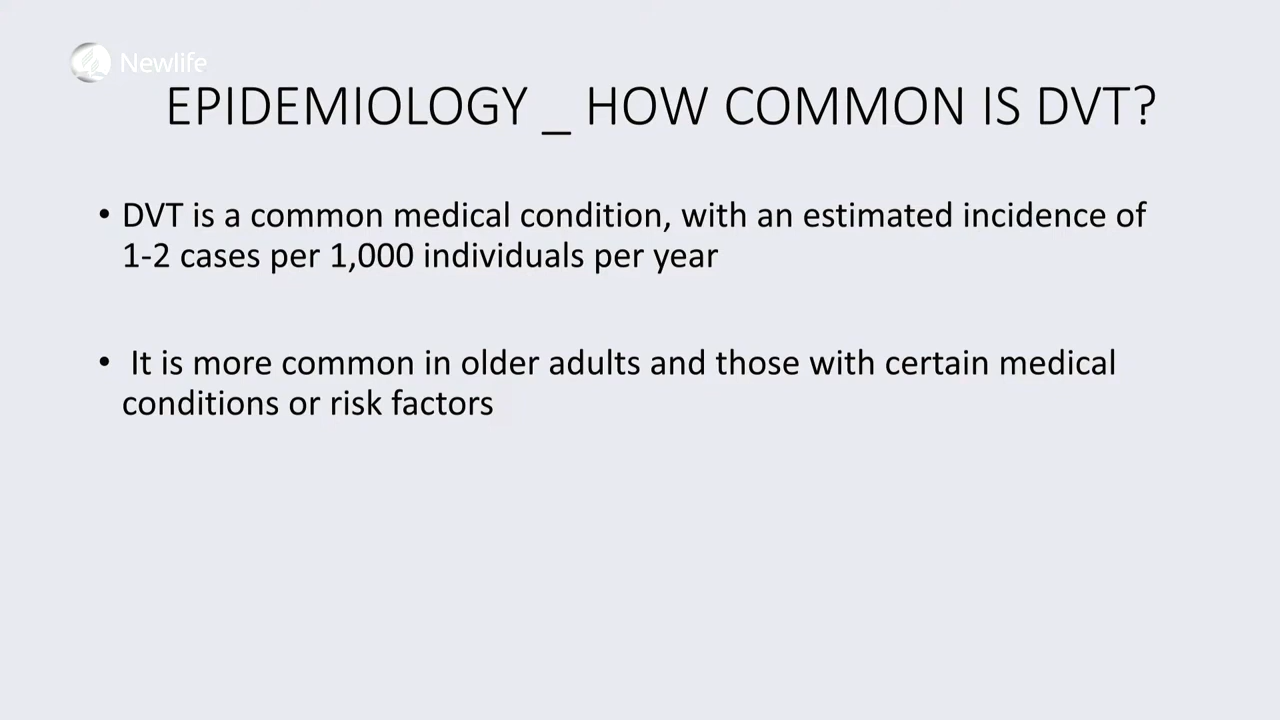 Newlife
EPIDEMIOLOGY _ HOW COMMON IS DVT?
• DVT is a common medical condition, with an estimated incidence of
1-2 cases per 1,000 individuals per year
• It is more common in older adults and those with certain medical
conditions or risk factors